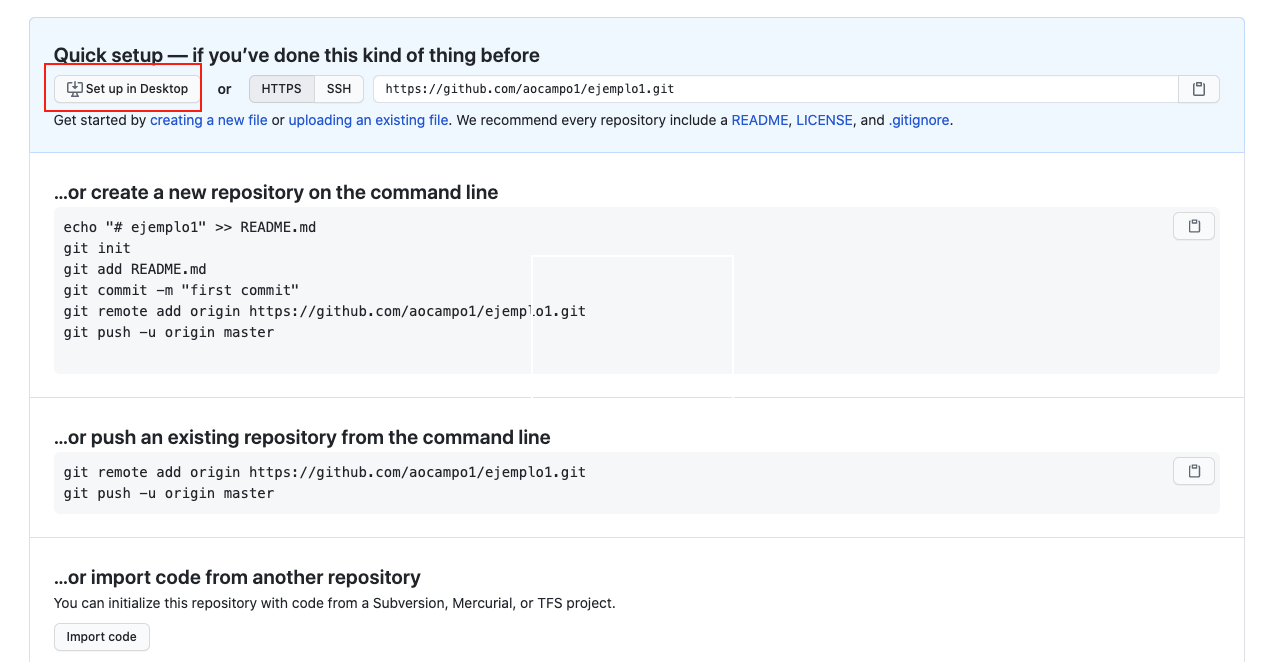 Quick setup — if you’ve done this kind of thing before
Set up in Desktop or HTTPS SSH https://github.com/aocampo1/ejemplo1.git
Get started by creating a new file or uploading an existing file. We recommend every repository include a README, LICENSE, and .gitignore.
…or create a new repository on the command line
echo "# ejemplo1" >> README.md
git init
git add README.md
git commit -m "first commit"
git remote add origin https://github.com/aocampo1/ejemplo1.git
git push -u origin master
…or push an existing repository from the command line
git remote add origin https://github.com/aocampo1/ejemplo1.git
git push -u origin master
…or import code from another repository
You can initialize this repository with code from a Subversion, Mercurial, or TFS project.
Import code